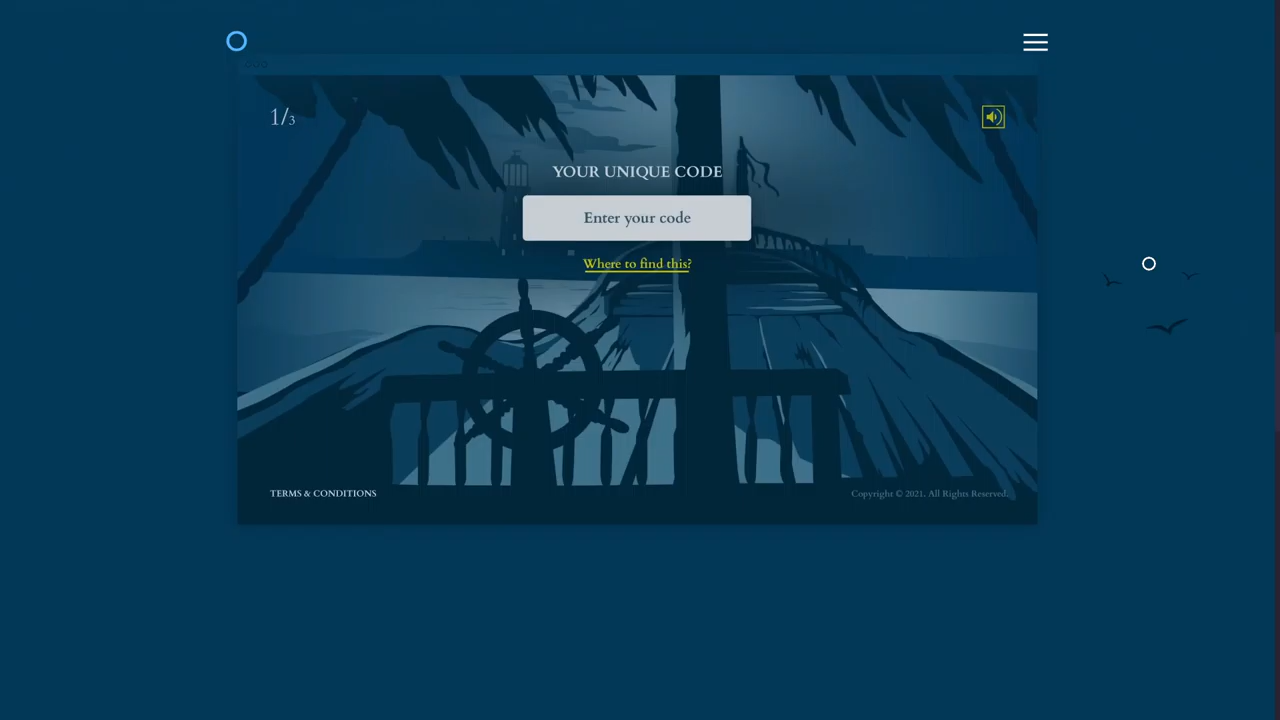 1/3
YOUR UNIQUE CODE
Enter your code
Where to find this?
TERMS & CONDITIONS
Copyright © 2021. All Rights Reserved.